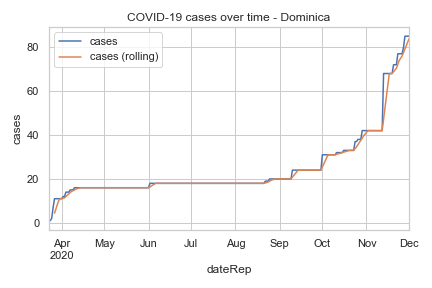 COVID-19 cases over time - Dominica
cases
cases (rolling)
80
60
40
20
0
cases
Apr
2020
May
Jun
Jul
Aug
Sep
Oct
Nov
Dec
dateRep